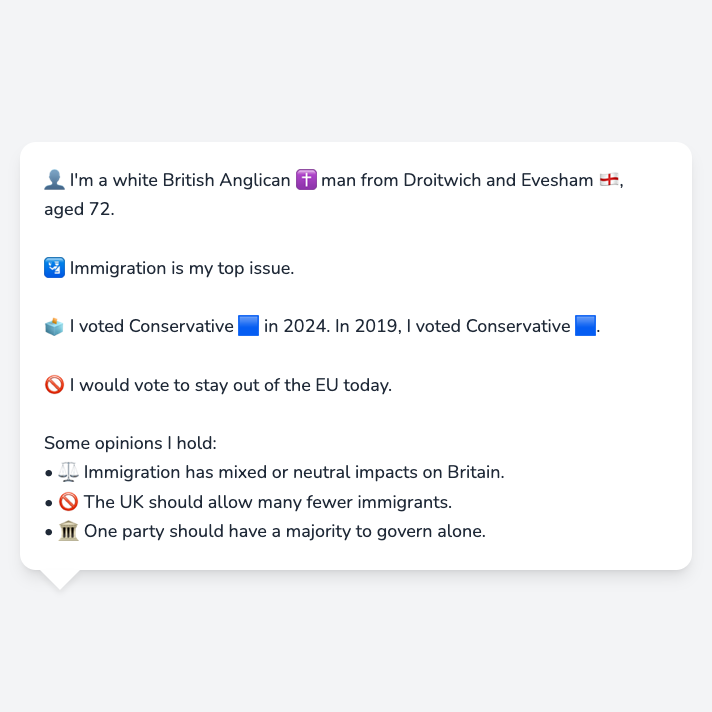 👤 I'm a white British Anglican ✝️ man from Droitwich and Evesham 🏴󠁧󠁢󠁥󠁮󠁧󠁿,
aged 72.
🛂 Immigration is my top issue.
🗳️ I voted Conservative 🟦 in 2024. In 2019, I voted Conservative 🟦.
🚫 I would vote to stay out of the EU today.
Some opinions I hold:
• ⚖️ Immigration has mixed or neutral impacts on Britain.
• 🚫 The UK should allow many fewer immigrants.
• 🏛️ One party should have a majority to govern alone.